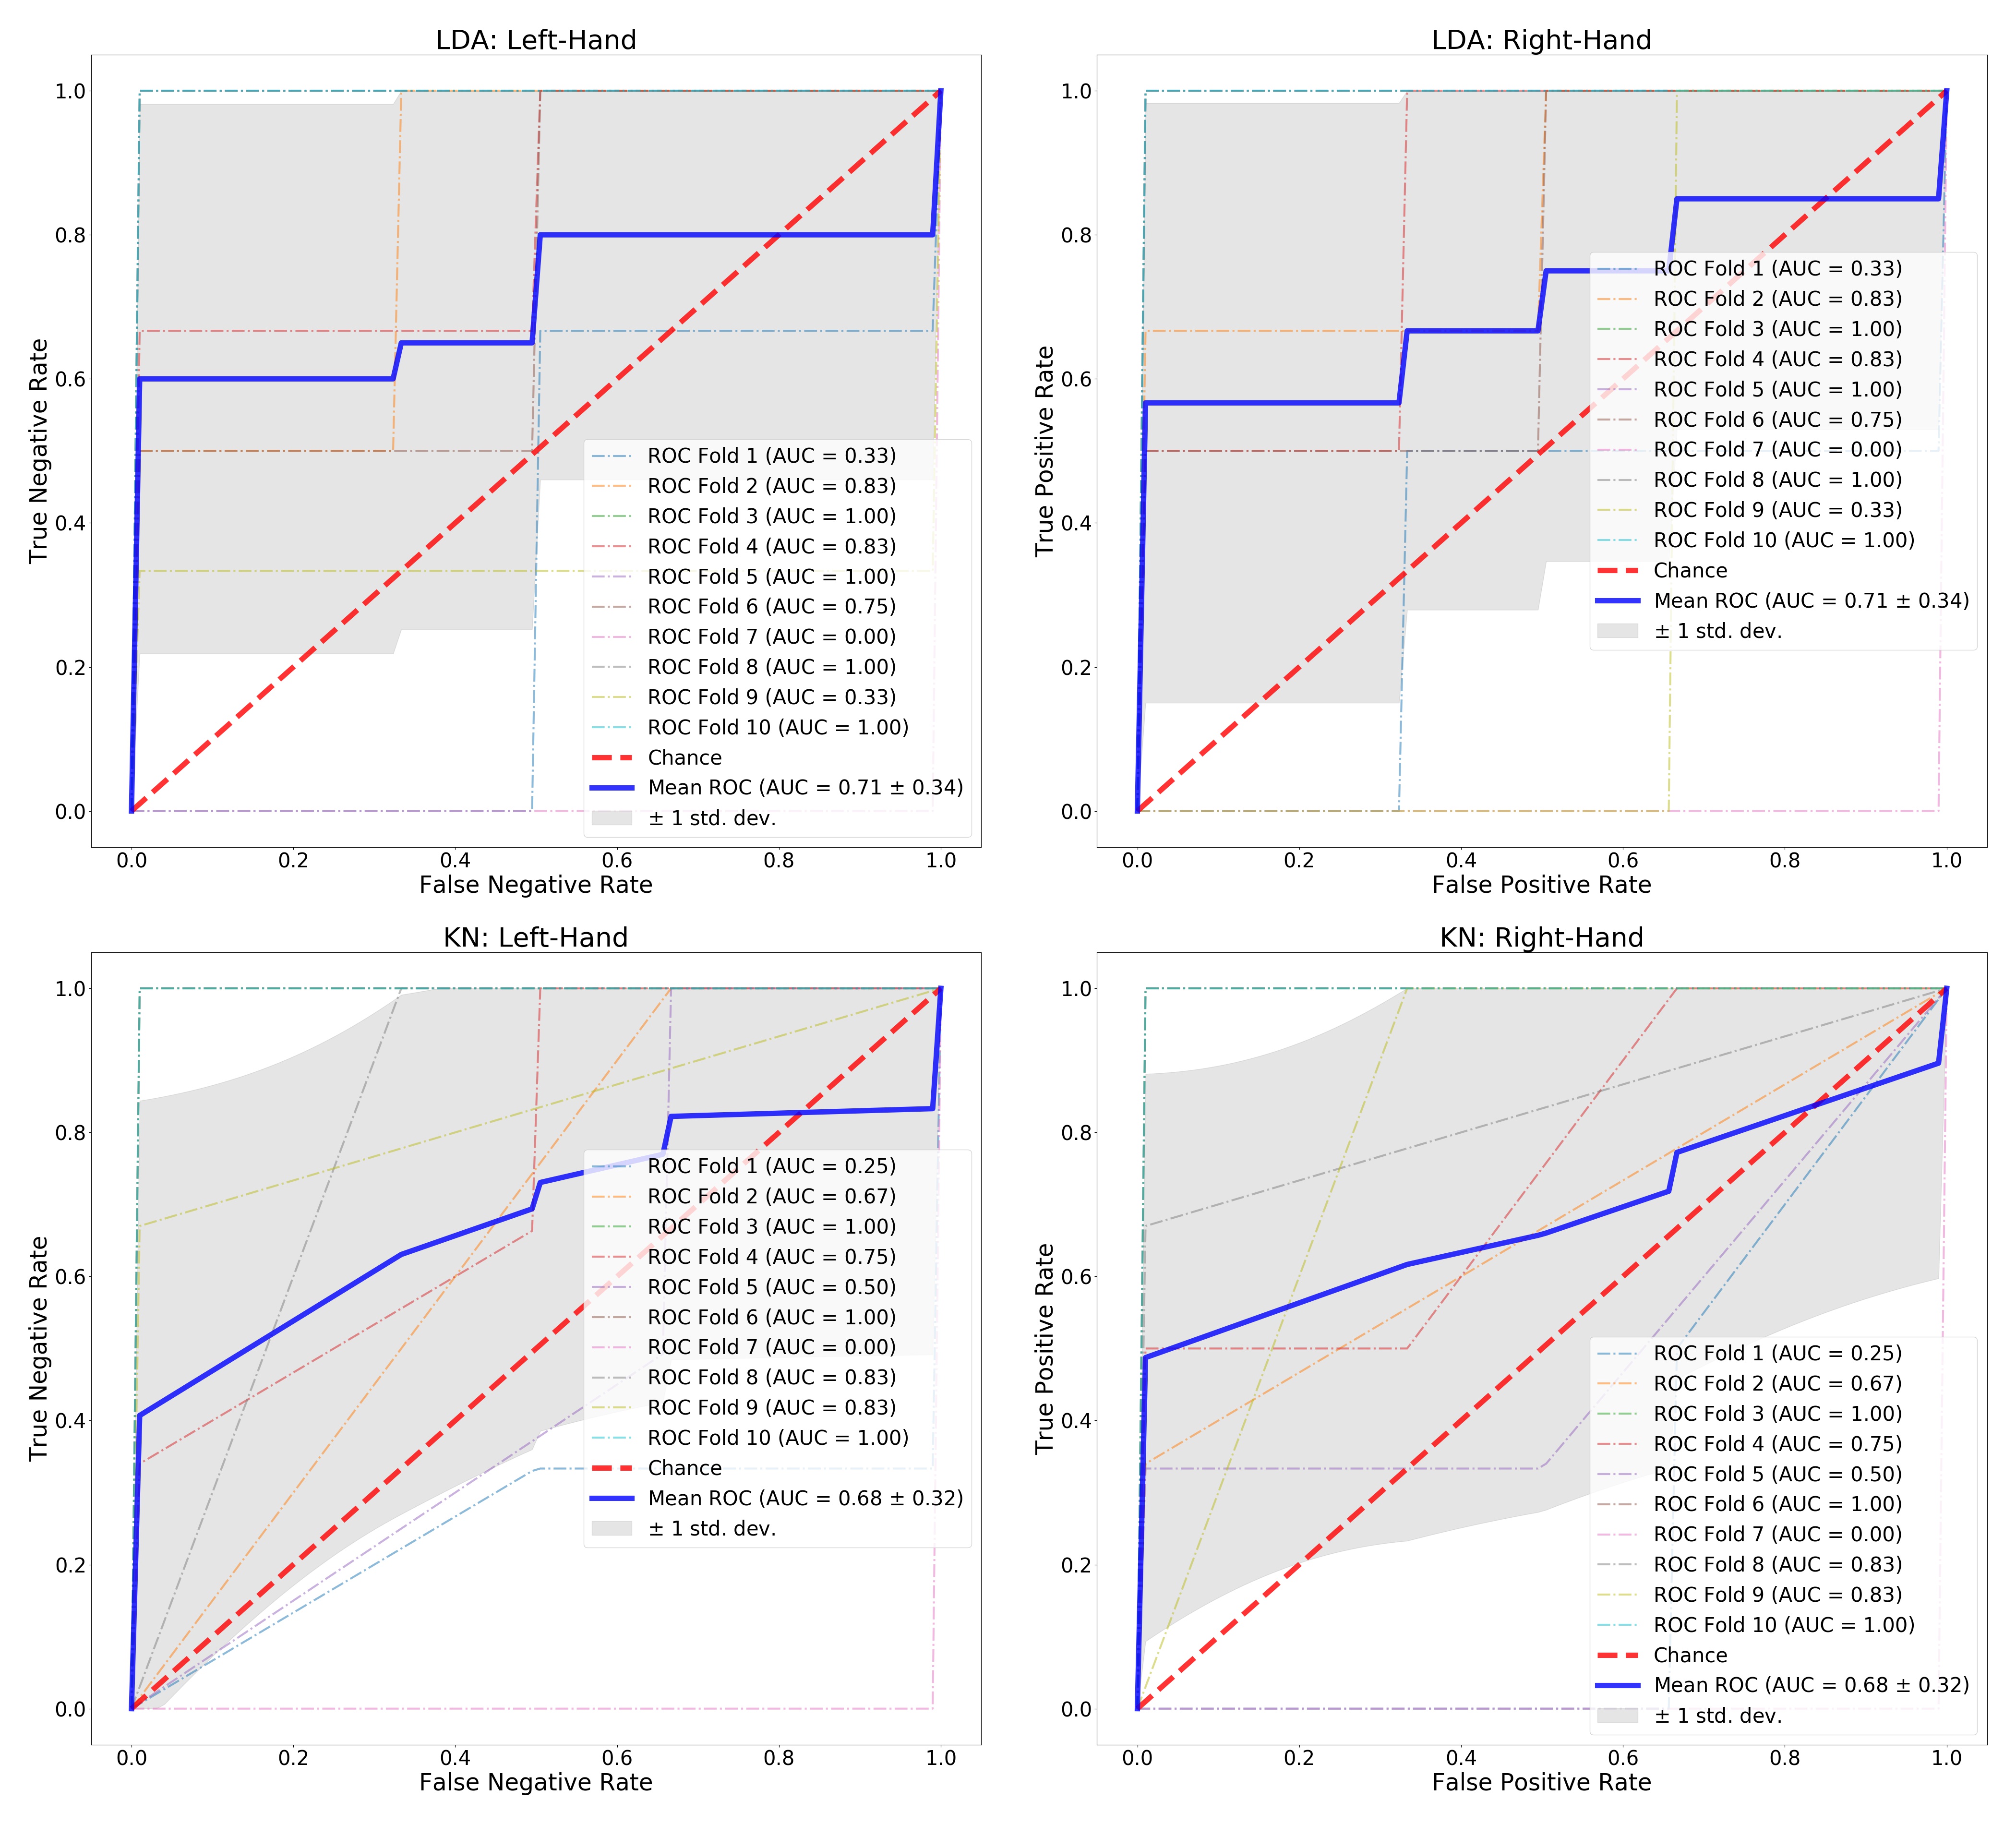 LDA: Left-Hand
True Negative Rate
1.0
0.8
0.6
0.4
0.2
0.0
ROC Fold 1 (AUC = 0.33)
ROC Fold 2 (AUC = 0.83)
ROC Fold 3 (AUC = 1.00)
ROC Fold 4 (AUC = 0.83)
ROC Fold 5 (AUC = 1.00)
ROC Fold 6 (AUC = 0.75)
ROC Fold 7 (AUC = 0.00)
ROC Fold 8 (AUC = 1.00)
ROC Fold 9 (AUC = 0.33)
ROC Fold 10 (AUC = 1.00)
Chance
Mean ROC (AUC = 0.71 ± 0.34)
± 1 std. dev.
0.0 0.2 0.4 0.6 0.8 1.0
False Negative Rate
LDA: Right-Hand
True Positive Rate
1.0
0.8
0.6
0.4
0.2
0.0
ROC Fold 1 (AUC = 0.33)
ROC Fold 2 (AUC = 0.83)
ROC Fold 3 (AUC = 1.00)
ROC Fold 4 (AUC = 0.83)
ROC Fold 5 (AUC = 1.00)
ROC Fold 6 (AUC = 0.75)
ROC Fold 7 (AUC = 0.00)
ROC Fold 8 (AUC = 1.00)
ROC Fold 9 (AUC = 0.33)
ROC Fold 10 (AUC = 1.00)
Chance
Mean ROC (AUC = 0.71 ± 0.34)
± 1 std. dev.
0.0 0.2 0.4 0.6 0.8 1.0
False Positive Rate
KN: Left-Hand
True Negative Rate
1.0
0.8
0.6
0.4
0.2
0.0
ROC Fold 1 (AUC = 0.25)
ROC Fold 2 (AUC = 0.67)
ROC Fold 3 (AUC = 1.00)
ROC Fold 4 (AUC = 0.75)
ROC Fold 5 (AUC = 0.50)
ROC Fold 6 (AUC = 1.00)
ROC Fold 7 (AUC = 0.00)
ROC Fold 8 (AUC = 0.83)
ROC Fold 9 (AUC = 0.83)
ROC Fold 10 (AUC = 1.00)
Chance
Mean ROC (AUC = 0.68 ± 0.32)
± 1 std. dev.
0.0 0.2 0.4 0.6 0.8 1.0
False Negative Rate
KN: Right-Hand
True Positive Rate
1.0
0.8
0.6
0.4
0.2
0.0
ROC Fold 1 (AUC = 0.25)
ROC Fold 2 (AUC = 0.67)
ROC Fold 3 (AUC = 1.00)
ROC Fold 4 (AUC = 0.75)
ROC Fold 5 (AUC = 0.50)
ROC Fold 6 (AUC = 1.00)
ROC Fold 7 (AUC = 0.00)
ROC Fold 8 (AUC = 0.83)
ROC Fold 9 (AUC = 0.83)
ROC Fold 10 (AUC = 1.00)
Chance
Mean ROC (AUC = 0.68 ± 0.32)
± 1 std. dev.
0.0 0.2 0.4 0.6 0.8 1.0
False Positive Rate